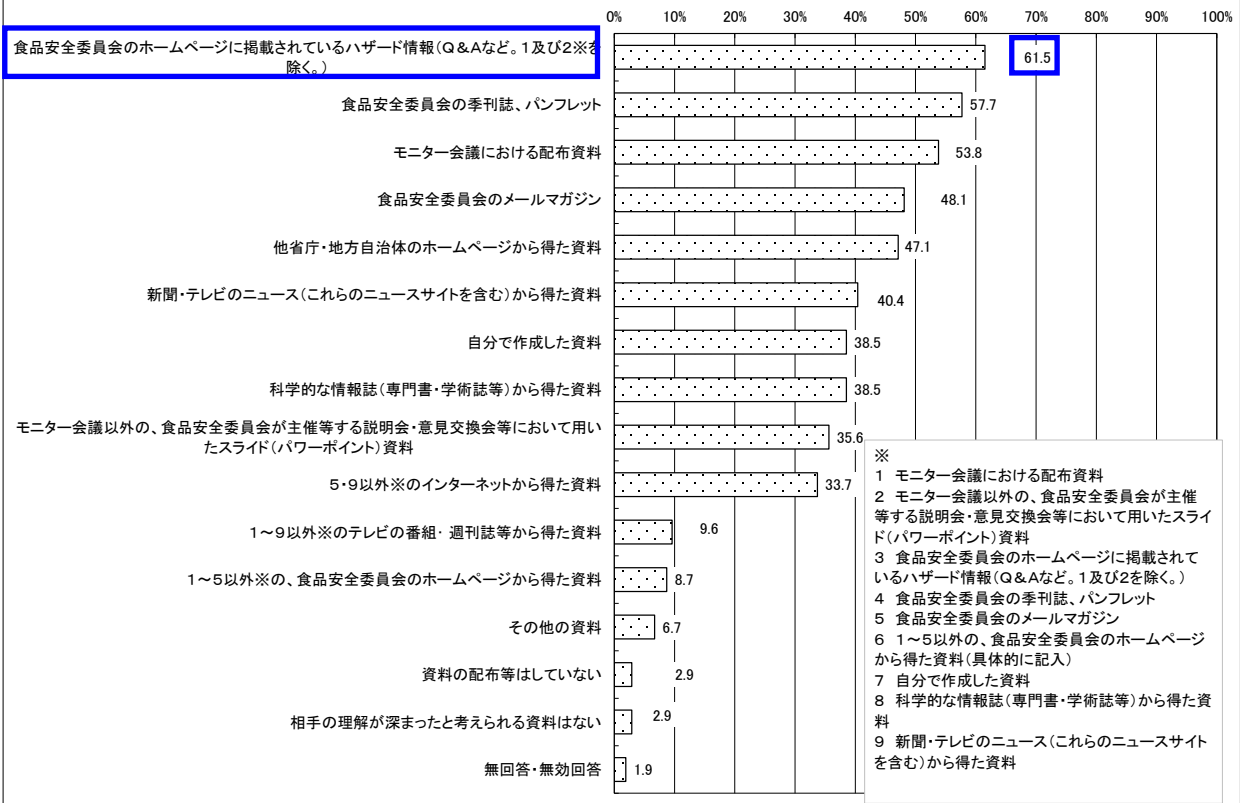 0% 10% 20% 30% 40% 50% 60% 70% 80% 90% 100%
食品安全委員会のホームページに掲載されているハザード情報(Q&Aなど。1及び2※を
除く。)
61.5
食品安全委員会の季刊誌、パンフレット
57.7
モニター会議における配布資料
53.8
食品安全委員会のメールマガジン
48.1
他省庁・地方自治体のホームページから得た資料
47.1
新聞・テレビのニュース(これらのニュースサイトを含む)から得た資料
40.4
自分で作成した資料
38.5
科学的な情報誌(専門書・学術誌等)から得た資料
38.5
モニター会議以外の、食品安全委員会が主催等する説明会・意見交換会等において用い
たスライド(パワーポイント)資料
35.6
5・9以外※のインターネットから得た資料
33.7
1~9以外※のテレビの番組・ 週刊誌等から得た資料
9.6
1~5以外※の、食品安全委員会のホームページから得た資料
8.7
その他の資料
6.7
資料の配布等はしていない
2.9
相手の理解が深まったと考えられる資料はない
2.9
無回答・無効回答
1.9
※
1 モニター会議における配布資料
2 モニター会議以外の、食品安全委員会が主催
等する説明会・意見交換会等において用いたスライ
ド(パワーポイント)資料
3 食品安全委員会のホームページに掲載されて
いるハザード情報(Q&Aなど。1及び2を除く。)
4 食品安全委員会の季刊誌、パンフレット
5 食品安全委員会のメールマガジン
6 1~5以外の、食品安全委員会のホームページ
から得た資料(具体的に記入)
7 自分で作成した資料
8 科学的な情報誌(専門書・学術誌等)から得た資
料
9 新聞・テレビのニュース(これらのニュースサイト
を含む)から得た資料